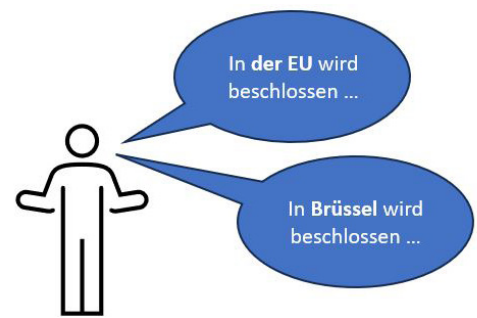 In der EU wird
beschlossen ...
In Brüssel wird
beschlossen ...